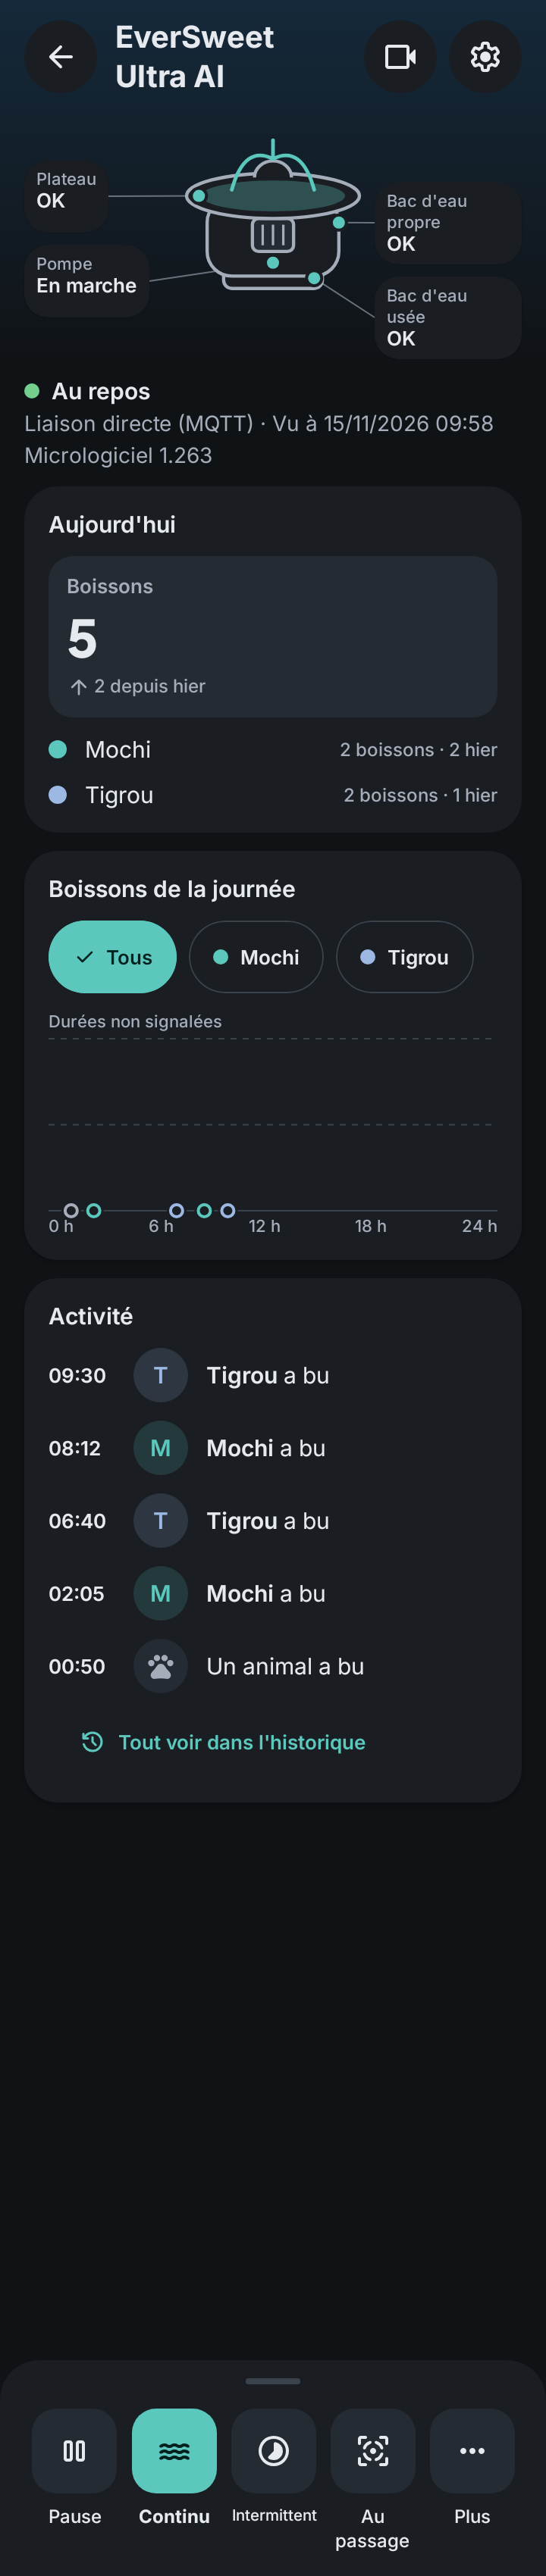 EverSweet
Ultra AI
Plateau
OK
Bac d'eau
propre
OK
Pompe
En marche
Bac d'eau
usée
OK
Au repos
Liaison directe (MQTT) · Vu à 15/11/2026 09:58
Micrologiciel 1.263
Aujourd'hui
Boissons
5
↑ 2 depuis hier
Mochi 2 boissons · 2 hier
Tigrou 2 boissons · 1 hier
Boissons de la journée
Tous Mochi Tigrou
Durées non signalées
0 h 6 h 12 h 18 h 24 h
Activité
09:30 T Tigrou a bu
08:12 M Mochi a bu
06:40 T Tigrou a bu
02:05 M Mochi a bu
00:50 Un animal a bu
Tout voir dans l'historique
Pause Continu Intermittent Au passage Plus